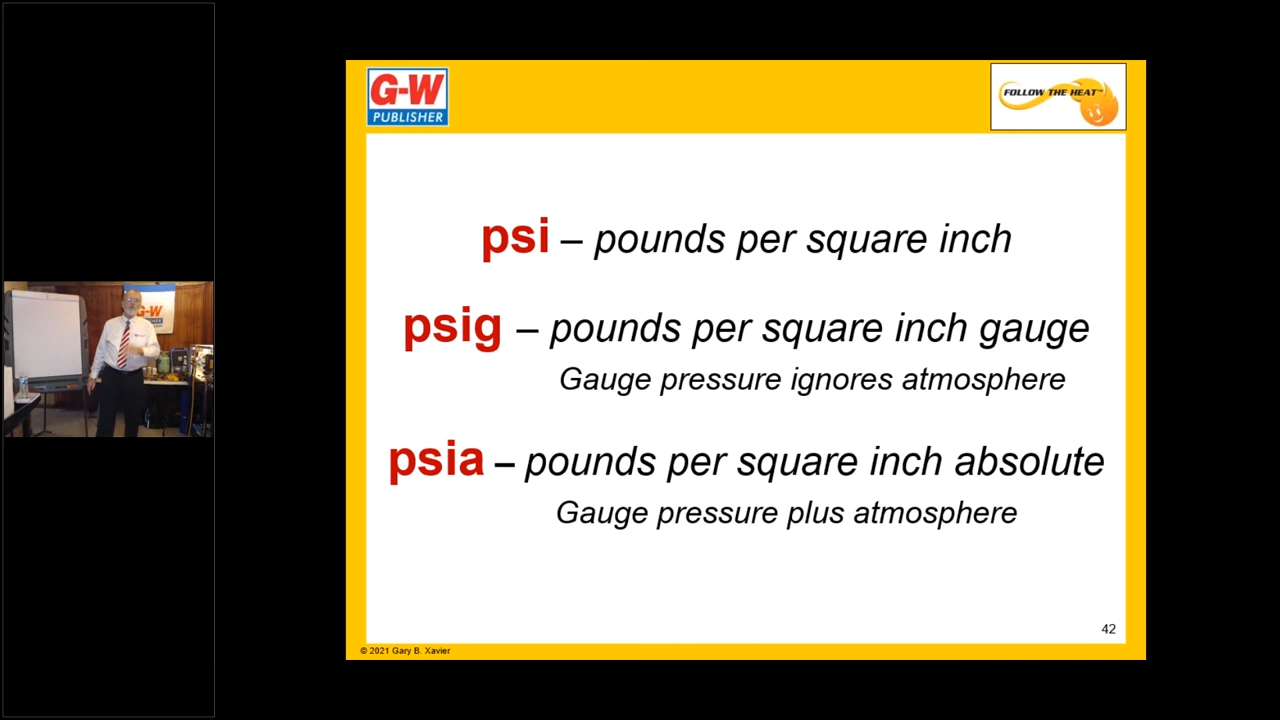 G-W
PUBLISHER
FOLLOW THE HEAT™
psi – pounds per square inch
psig – pounds per square inch gauge
Gauge pressure ignores atmosphere
psia – pounds per square inch absolute
Gauge pressure plus atmosphere
42
© 2021 Gary B. Xavier
G-W